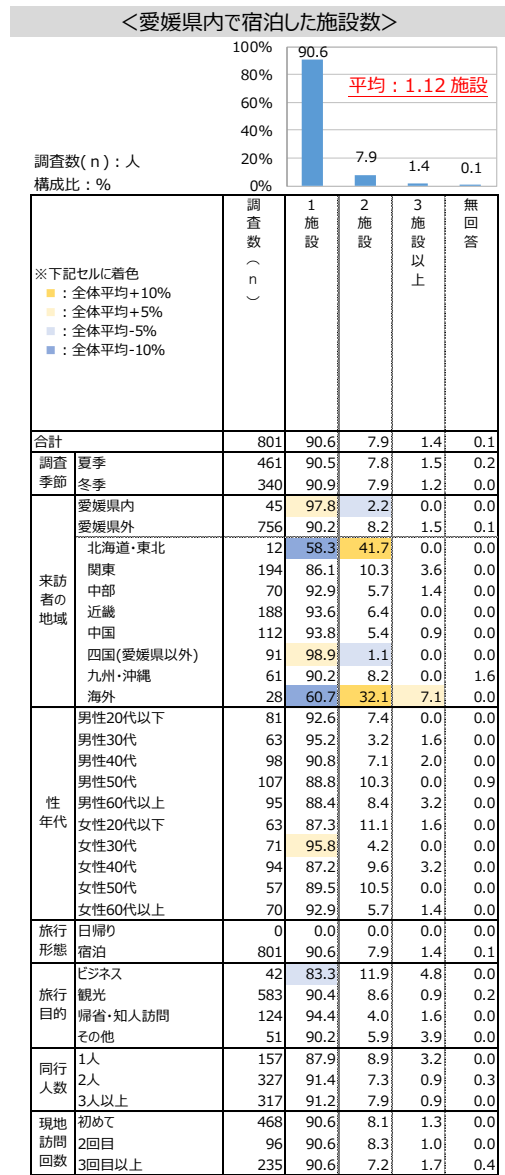 ＜愛媛県内で宿泊した施設数＞
100%
80%
60%
40%
20%
0%
90.6
7.9
1.4
0.1
平均：1.12 施設
調査数(ｎ)：人
構成比：%
調査数（ｎ） 1施設 2施設 3施設以上 無回答
※下記セルに着色
■：全体平均+10%
■：全体平均+5%
■：全体平均-5%
■：全体平均-10%
合計 801 90.6 7.9 1.4 0.1
調査季節
夏季 461 90.5 7.8 1.5 0.2
冬季 340 90.9 7.9 1.2 0.0
来訪者の地域
愛媛県内 45 97.8 2.2 0.0 0.0
愛媛県外 756 90.2 8.2 1.5 0.1
北海道・東北 12 58.3 41.7 0.0 0.0
関東 194 86.1 10.3 3.6 0.0
中部 70 92.9 5.7 1.4 0.0
近畿 188 93.6 6.4 0.0 0.0
中国 112 93.8 5.4 0.9 0.0
四国(愛媛県以外) 91 98.9 1.1 0.0 0.0
九州・沖縄 61 90.2 8.2 0.0 1.6
海外 28 60.7 32.1 7.1 0.0
性年代
男性20代以下 81 92.6 7.4 0.0 0.0
男性30代 63 95.2 3.2 1.6 0.0
男性40代 98 90.8 7.1 2.0 0.0
男性50代 107 88.8 10.3 0.0 0.9
男性60代以上 95 88.4 8.4 3.2 0.0
女性20代以下 63 87.3 11.1 1.6 0.0
女性30代 71 95.8 4.2 0.0 0.0
女性40代 94 87.2 9.6 3.2 0.0
女性50代 57 89.5 10.5 0.0 0.0
女性60代以上 70 92.9 5.7 1.4 0.0
旅行形態
日帰り 0 0.0 0.0 0.0 0.0
宿泊 801 90.6 7.9 1.4 0.1
旅行目的
ビジネス 42 83.3 11.9 4.8 0.0
観光 583 90.4 8.6 0.9 0.2
帰省・知人訪問 124 94.4 4.0 1.6 0.0
その他 51 90.2 5.9 3.9 0.0
同行人数
1人 157 87.9 8.9 3.2 0.0
2人 327 91.4 7.3 0.9 0.3
3人以上 317 91.2 7.9 0.9 0.0
現地訪問回数
初めて 468 90.6 8.1 1.3 0.0
2回目 96 90.6 8.3 1.0 0.0
3回目以上 235 90.6 7.2 1.7 0.4